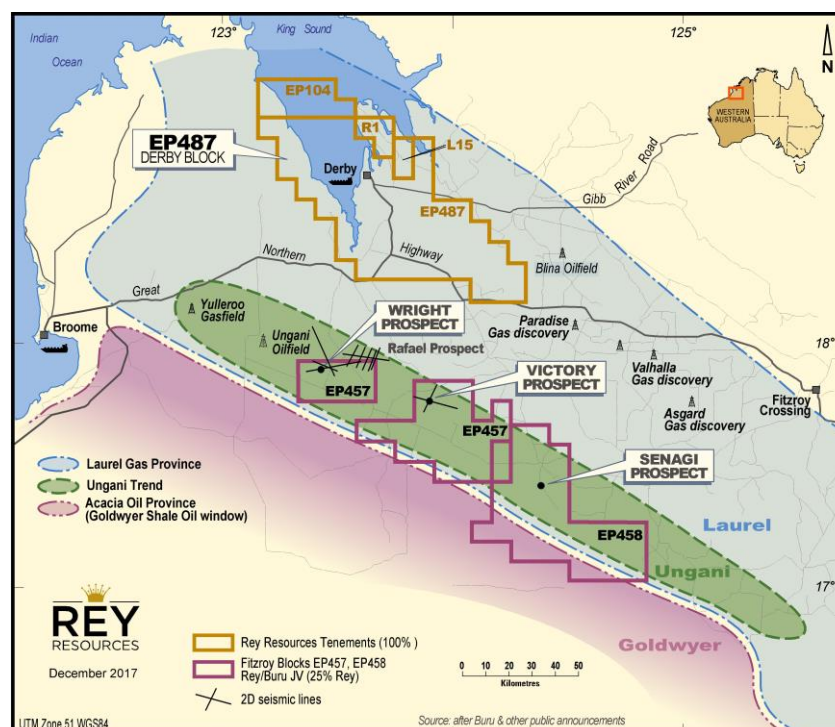 123°
King Sound
125°
Indian
Ocean
N
WESTERN
AUSTRALIA
EP104
R1
L15
EP487
DERBY BLOCK
Derby
EP487
Gibb River Road
Blina Oilfield
Great Northern Highway
Broome
Yulleroo
Gasfield
Ungani
Oilfield
WRIGHT
PROSPECT
Rafael Prospect
Paradise
Gas discovery
18°
Valhalla
Gas discovery
Asgard
Gas discovery
Fitzroy
Crossing
EP457
VICTORY
PROSPECT
EP457
SENAGI
PROSPECT
Laurel Gas Province
Ungani Trend
Acacia Oil Province
(Goldwyer Shale Oil window)
Laurel
EP458
Ungani
17°
Goldwyer
REY
RESOURCES
December 2017
Rey Resources Tenements (100% )
Fitzroy Blocks EP457, EP458
Rey/Buru JV (25% Rey)
2D seismic lines
0 10 20 30 40 50
Kilometres
UTM Zone 51 WGS84
Source: after Buru & other public announcements